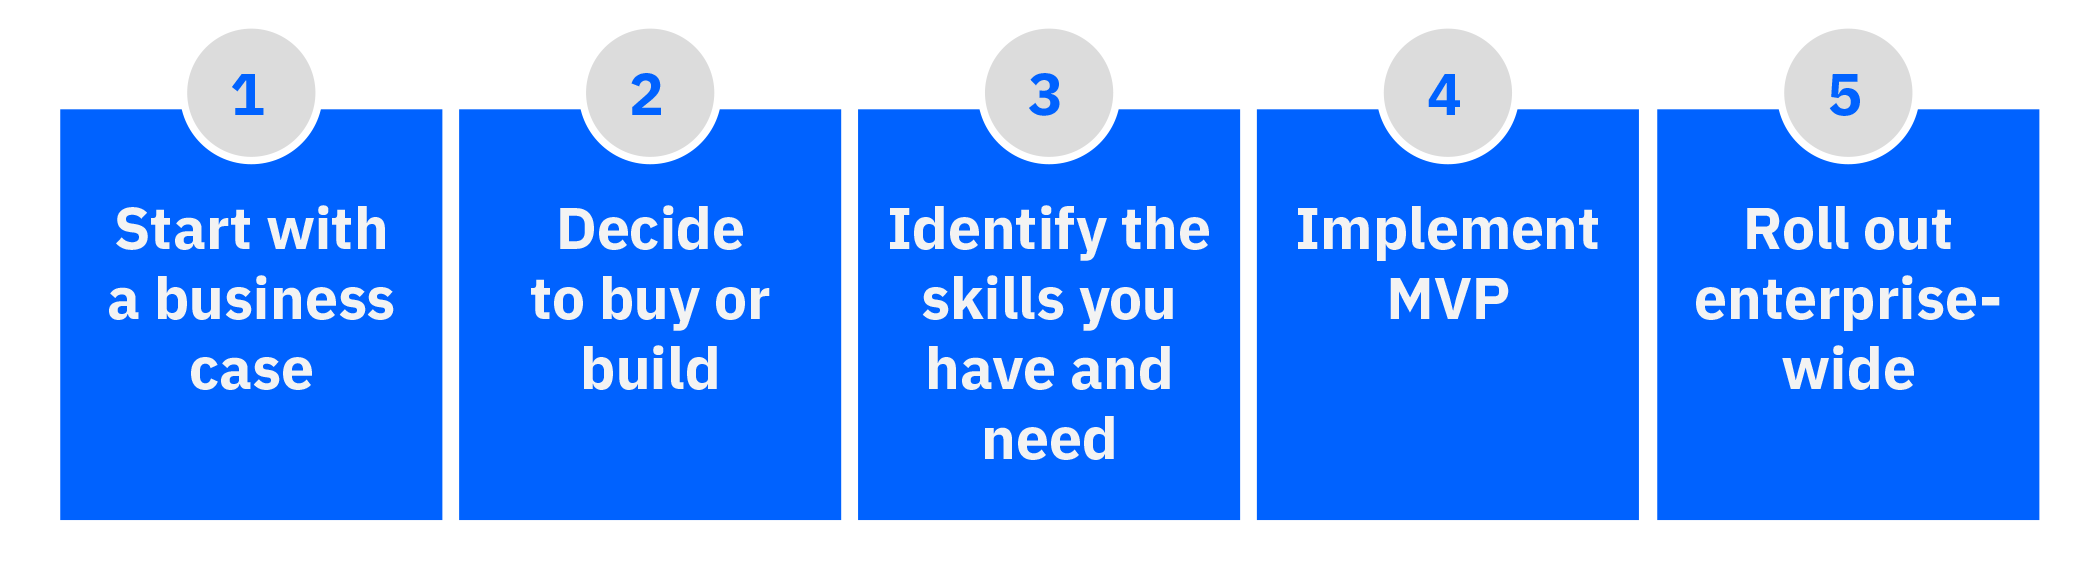 1
Start with
a business
case
2
Decide
to buy or
build
3
Identify the
skills you
have and
need
4
Implement
MVP
5
Roll out
enterprise-
wide